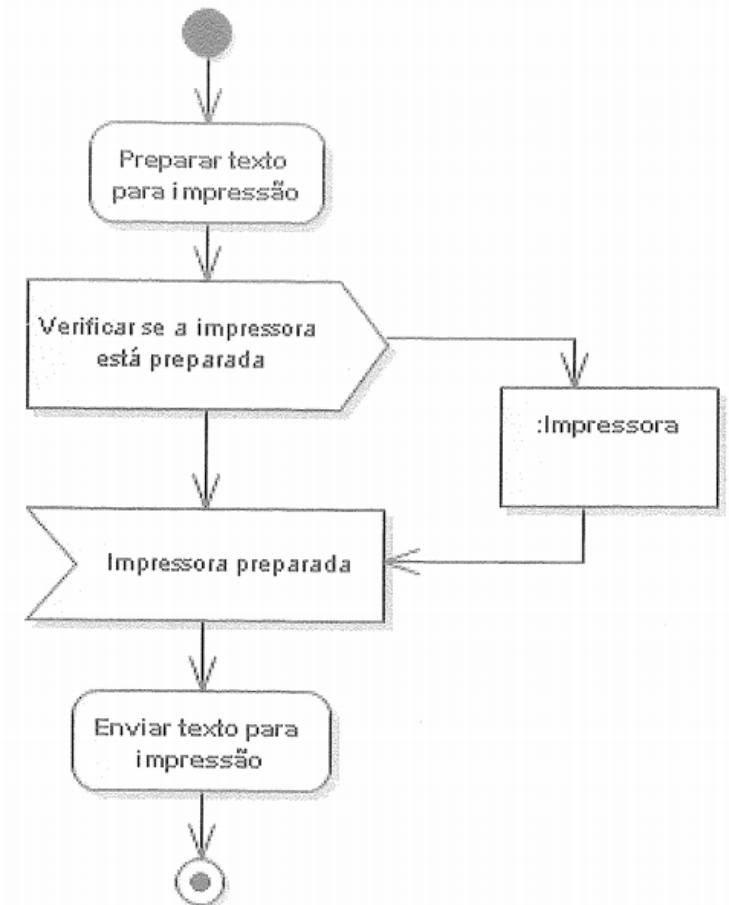 Preparar texto
para impressão
Verificar se a impressora
está preparada
:Impressora
Impressora preparada
Enviar texto para
impressão